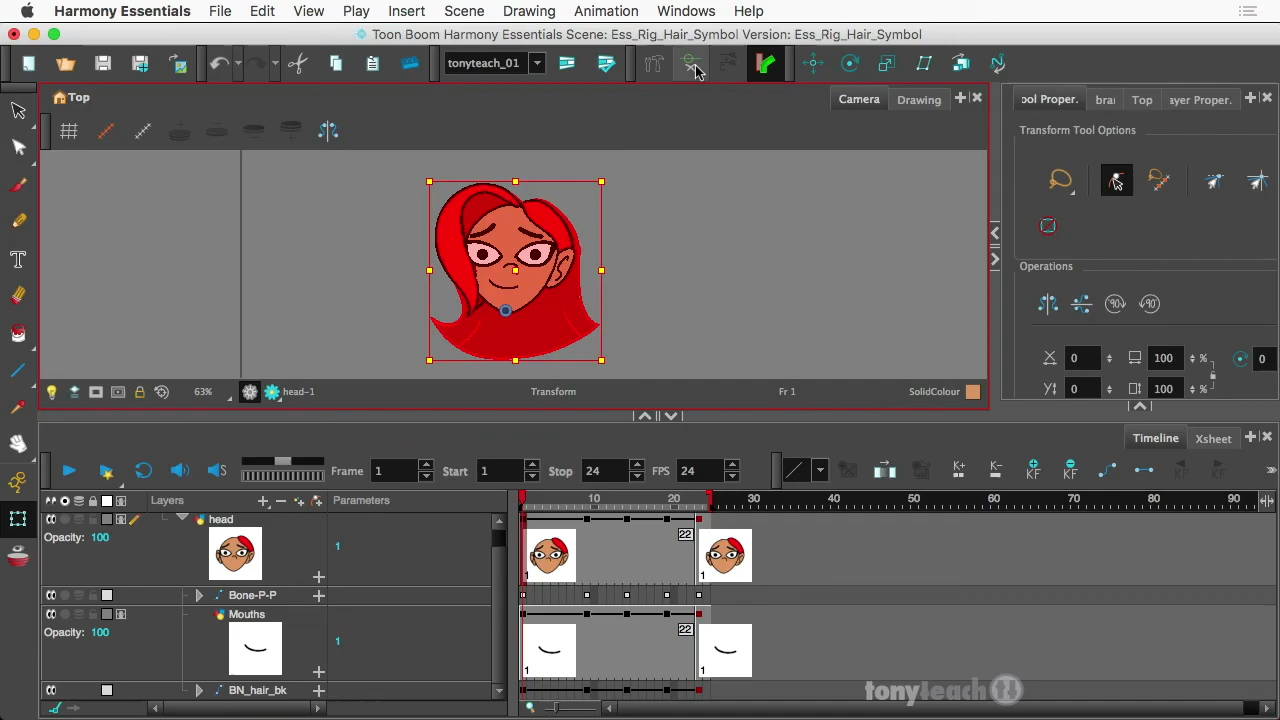 Harmony Essentials File Edit View Play Insert Scene Drawing Animation Windows Help
Toon Boom Harmony Essentials Scene: Ess_Rig_Hair_Symbol Version: Ess_Rig_Hair_Symbol
tonyteach_01
Top
Camera
Drawing
ool Proper.
brai
Top
ayer Proper.
Transform Tool Options
Operations
X 0 100 % 0
Y 0 100 %
63%
head-1
Transform
Fr 1
SolidColour
Timeline
Xsheet
Frame 1 Start 1 Stop 24 FPS 24
KF KF
Layers
Parameters
10 20 30 40 50 60 70 80 90
head
Opacity: 100
1
22
1
1
Bone-P-P
Mouths
Opacity: 100
1
22
1
1
BN_hair_bk
tonyteach